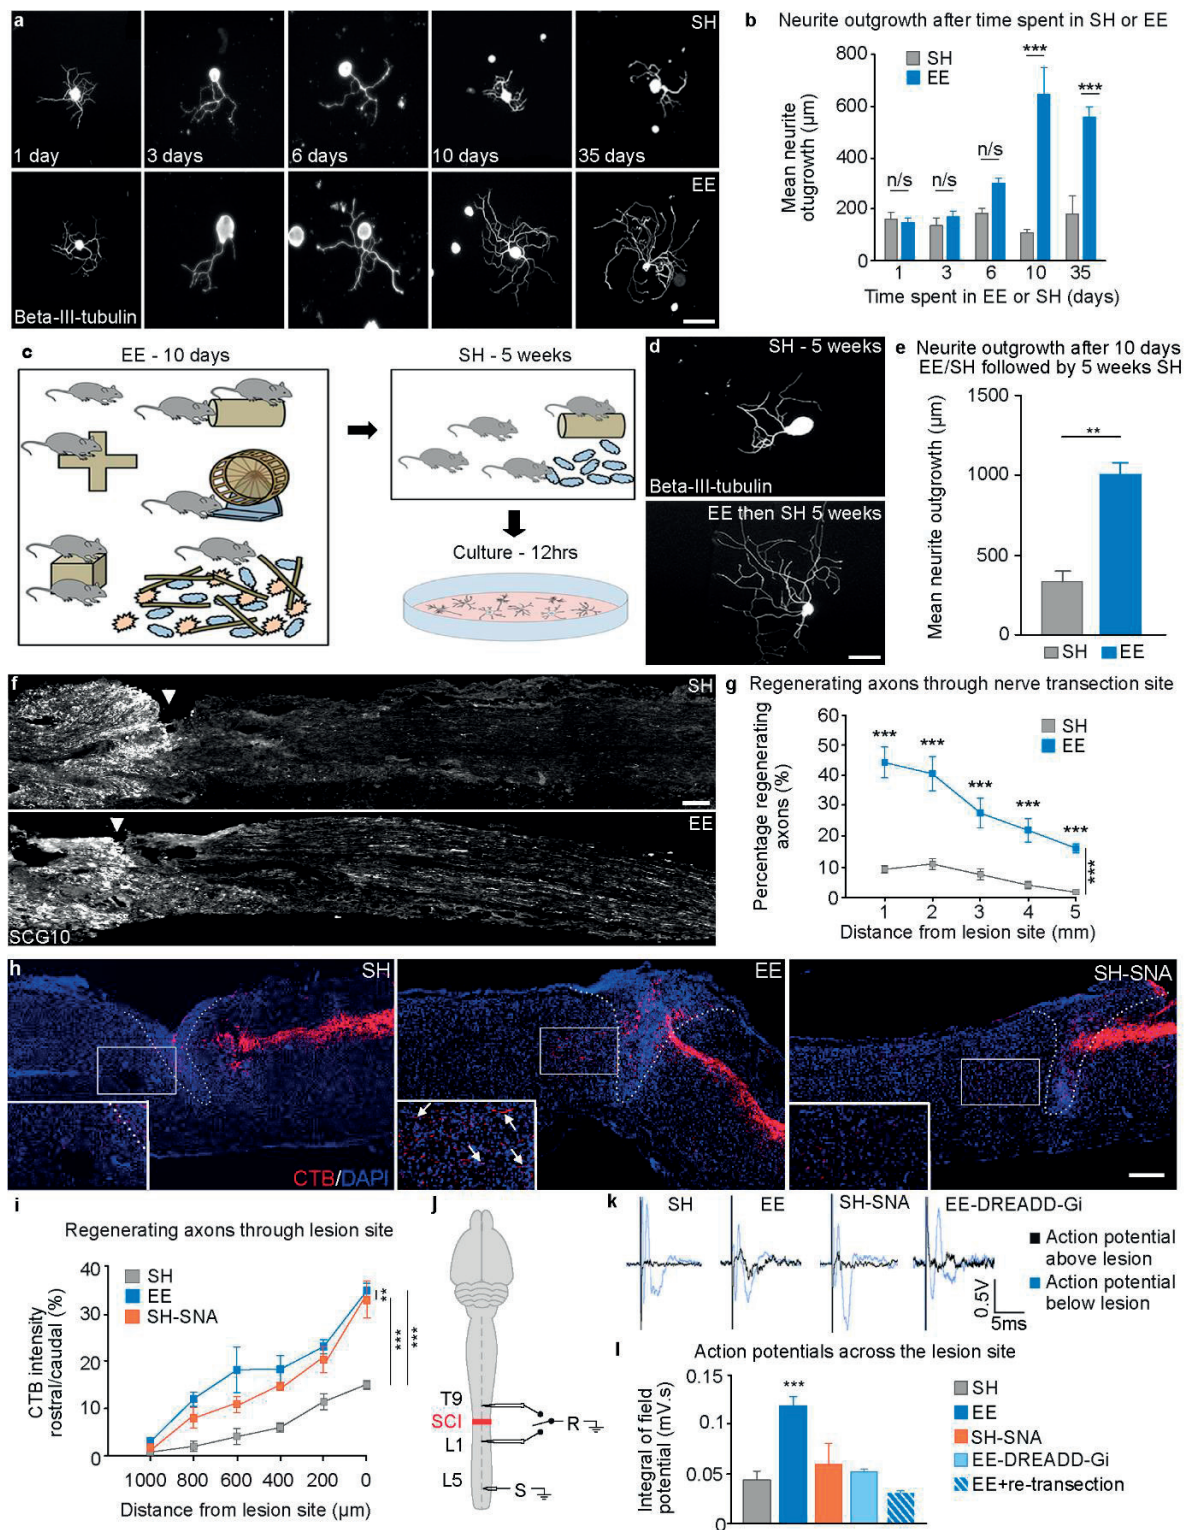 a
SH
1 day
3 days
6 days
10 days
35 days
EE
Beta-III-tubulin
b Neurite outgrowth after time spent in SH or EE
SH
EE
Mean neurite
otugrowth (µm)
800
600
400
200
0
n/s
n/s
n/s
***
***
1 3 6 10 35
Time spent in EE or SH (days)
c
EE - 10 days
SH - 5 weeks
Culture - 12hrs
d
SH - 5 weeks
Beta-III-tubulin
EE then SH 5 weeks
e Neurite outgrowth after 10 days
EE/SH followed by 5 weeks SH
Mean neurite outgrowth (µm)
1500
1000
500
0
**
SH EE
f
SH
EE
SCG10
g Regenerating axons through nerve transection site
SH
EE
Percentage regenerating
axons (%)
60
50
40
30
20
10
0
***
***
***
***
***
***
1 2 3 4 5
Distance from lesion site (mm)
h
SH
CTB/DAPI
EE
SH-SNA
i
Regenerating axons through lesion site
SH
EE
SH-SNA
CTB intensity
rostral/caudal (%)
40
30
20
10
0
**
***
***
1000 800 600 400 200 0
Distance from lesion site (µm)
j
T9
SCI
L1
L5
R
S
k
SH
EE
SH-SNA
EE-DREADD-Gi
Action potential
above lesion
Action potential
below lesion
0.5V
5ms
l
Action potentials across the lesion site
Integral of field
potential (mV.s)
0.15
0.1
0.05
0
***
SH
EE
SH-SNA
EE-DREADD-Gi
EE+re-transection